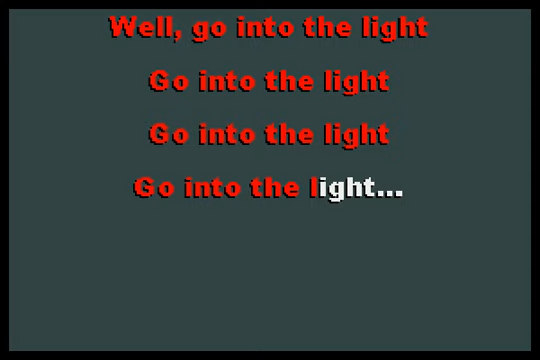 Well, go into the light
Go into the light
Go into the light
Go into the light...